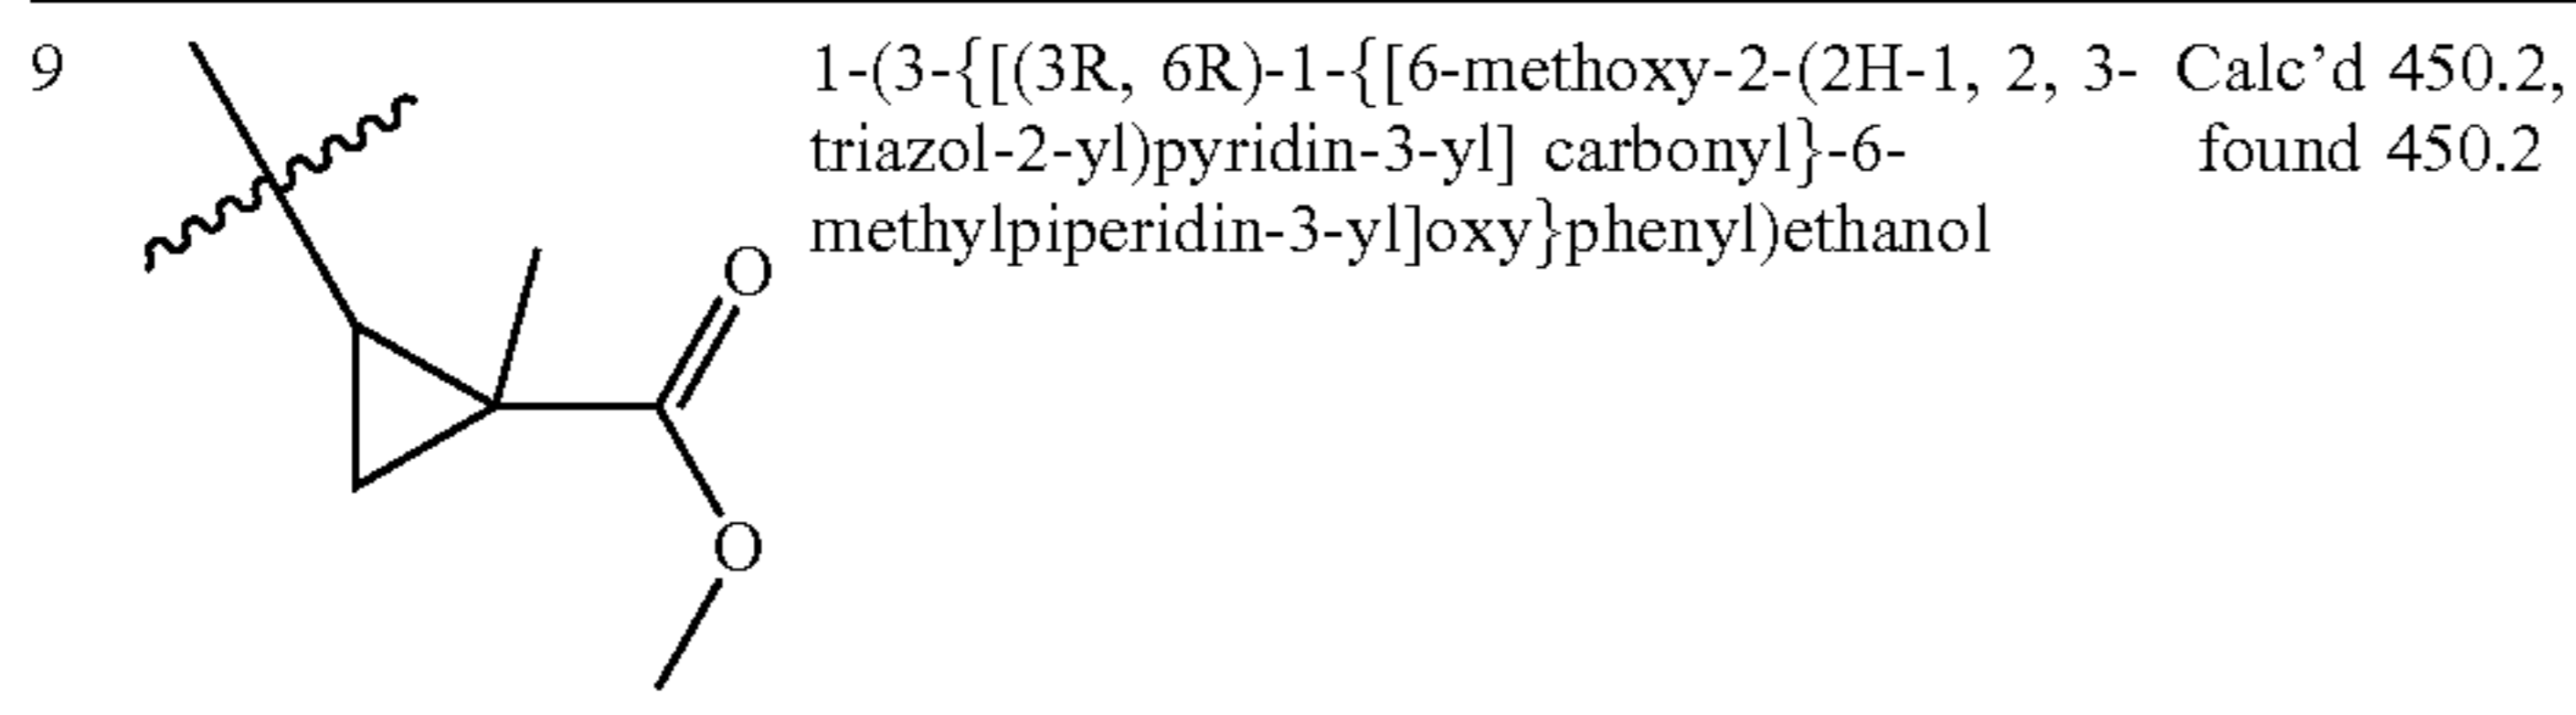 9 1-(3-{[(3R, 6R)-1-{[6-methoxy-2-(2H-1, 2, 3- Calc’d 450.2,
triazol-2-yl)pyridin-3-yl] carbonyl}-6- found 450.2
methylpiperidin-3-yl]oxy}phenyl)ethanol
O
O